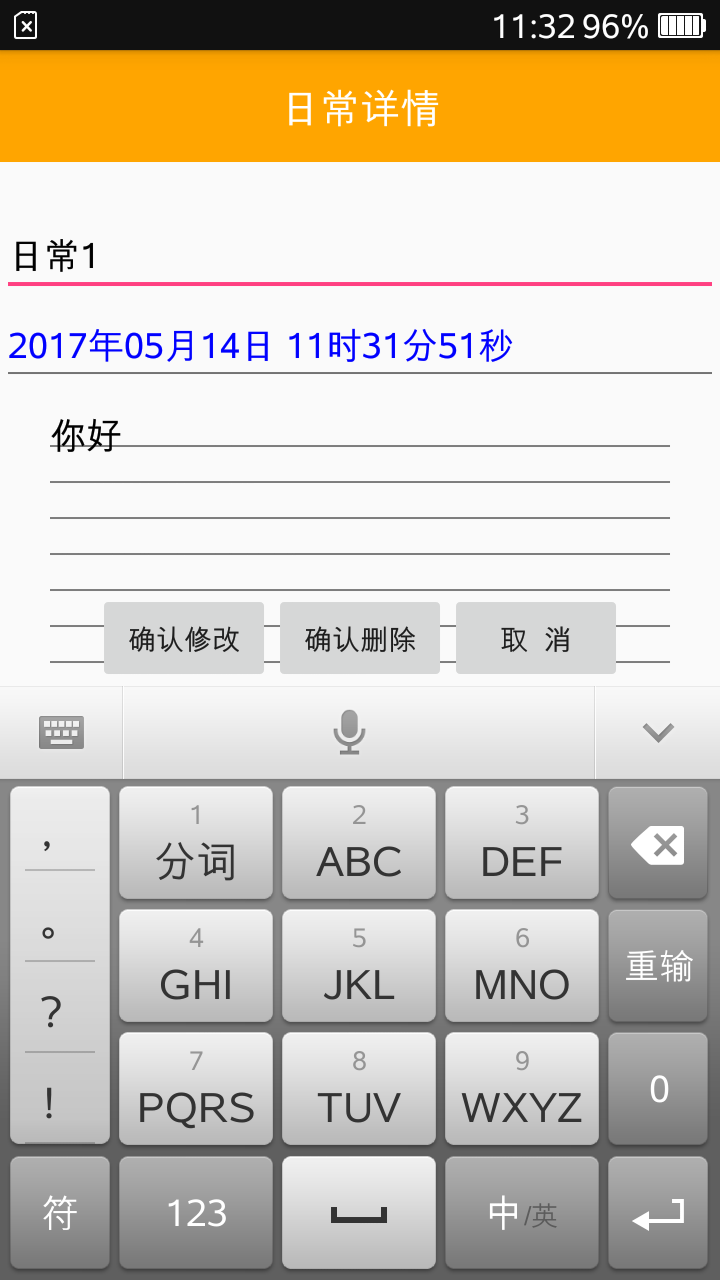 11:32 96%
日常详情
日常1
2017年05月14日 11时31分51秒
你好
确认修改 确认删除 取 消
, 1 2 3
分词 ABC DEF
。 4 5 6
GHI JKL MNO 重输
? 7 8 9
! PQRS TUV WXYZ 0
符 123 中/英